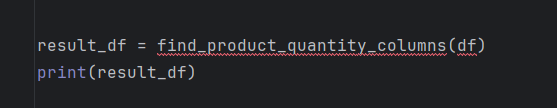 result_df = find_product_quantity_columns(df)
print(result_df)